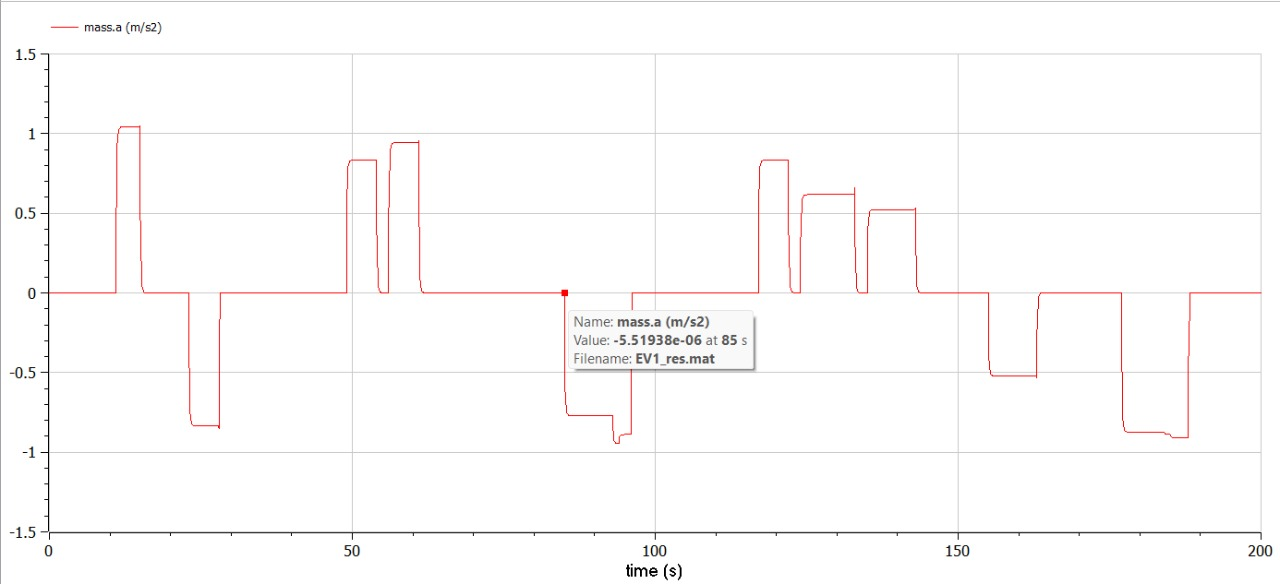 mass.a (m/s2)
1.5
1
0.5
0
-0.5
-1
-1.5
Name: mass.a (m/s2)
Value: -5.51938e-06 at 85 s
Filename: EV1_res.mat
0 50 100 150 200
time (s)